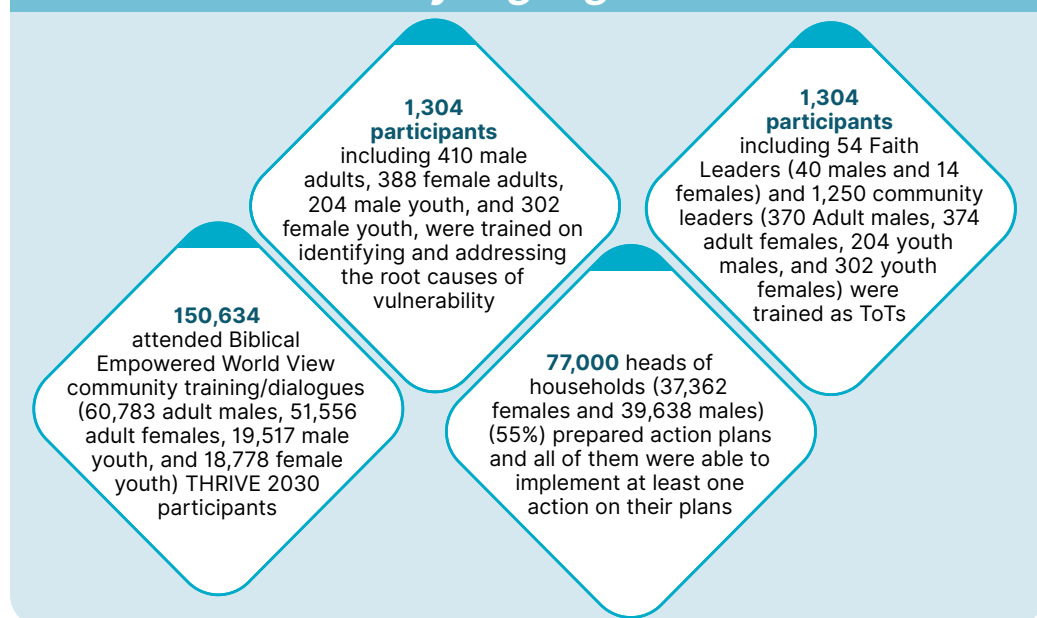 1,304
participants
including 410 male
adults, 388 female adults,
204 male youth, and 302
female youth, were trained on
identifying and addressing
the root causes of
vulnerability
1,304
participants
including 54 Faith
Leaders (40 males and 14
females) and 1,250 community
leaders (370 Adult males, 374
adult females, 204 youth
males, and 302 youth
females) were
trained as ToTs
150,634
attended Biblical
Empowered World View
community training/dialogues
(60,783 adult males, 51,556
adult females, 19,517 male
youth, and 18,778 female
youth) THRIVE 2030
participants
77,000 heads of
households (37,362
females and 39,638 males)
(55%) prepared action plans
and all of them were able to
implement at least one
action on their plans